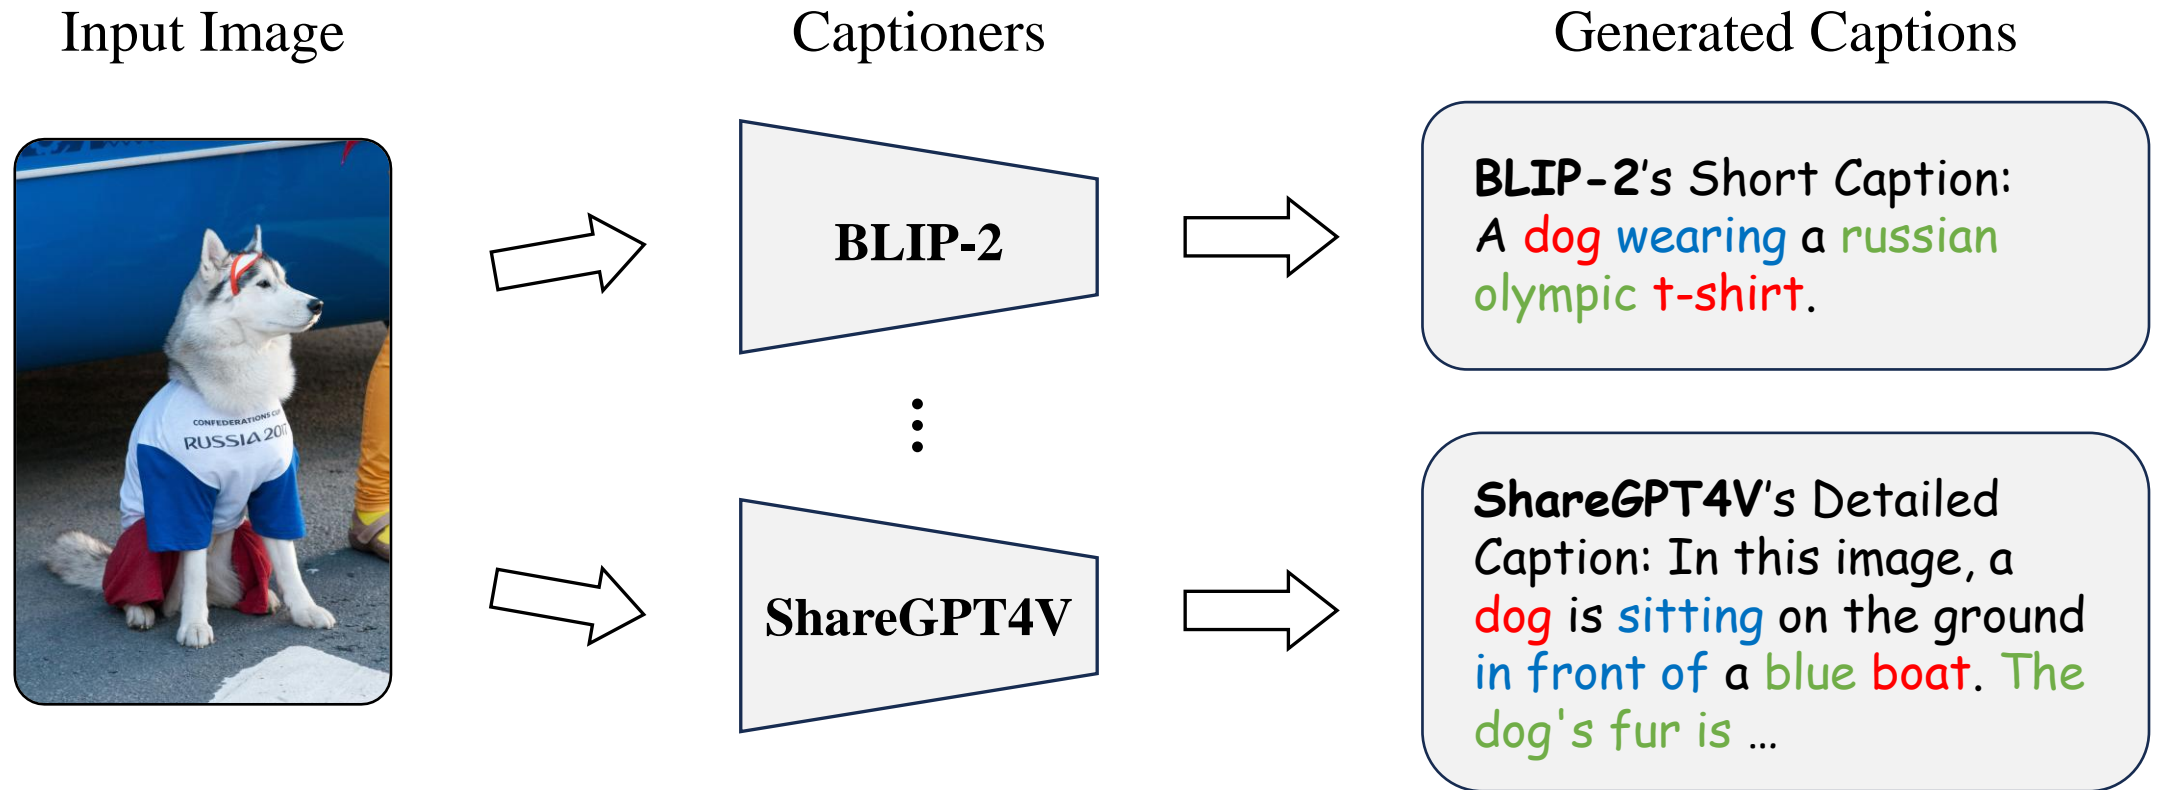 Input Image
Captioners
Generated Captions
CONFEDERATIONS
RUSSIA 2017
BLIP-2
⋮
ShareGPT4V
BLIP-2's Short Caption:
A dog wearing a russian
olympic t-shirt.
ShareGPT4V's Detailed
Caption: In this image, a
dog is sitting on the ground
in front of a blue boat. The
dog's fur is ...